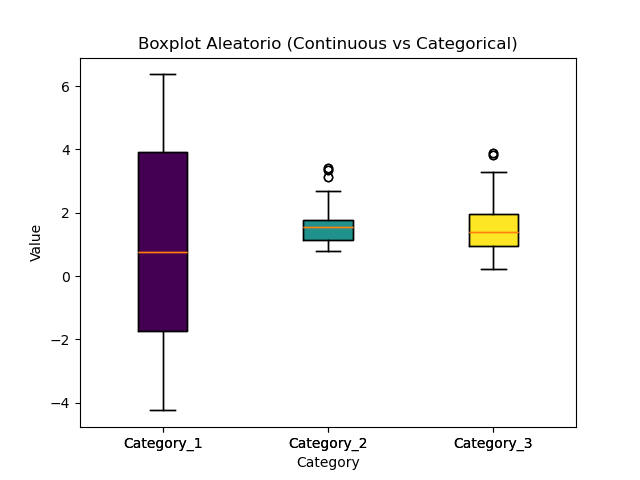 Boxplot Aleatorio (Continuous vs Categorical)
6
4
2
0
−2
−4
Value
Category_1
Category_2
Category_3
Category